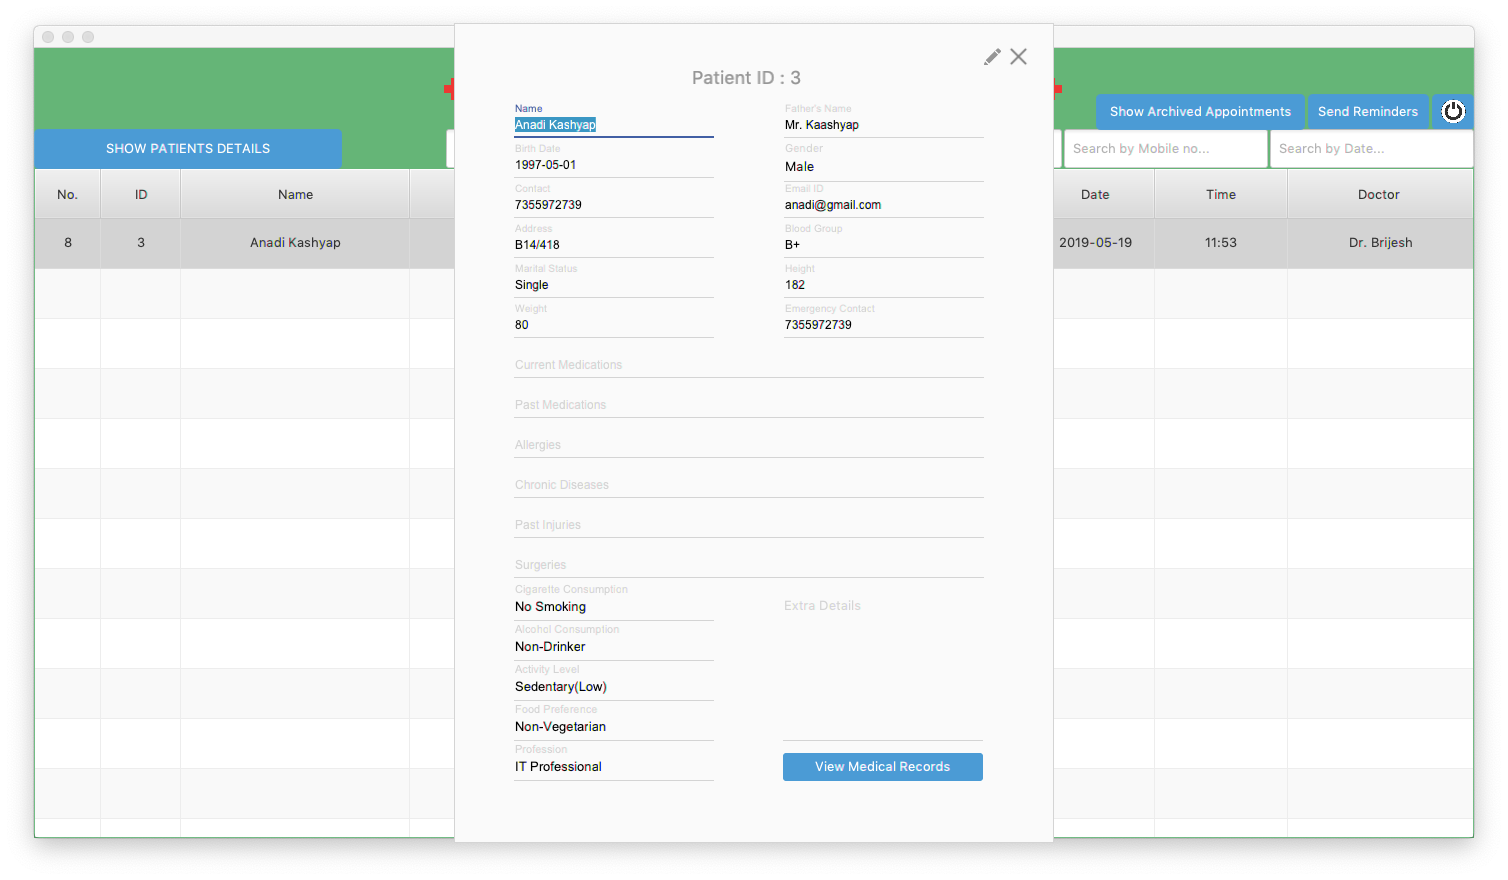 Patient ID : 3
Show Archived Appointments
Send Reminders
SHOW PATIENTS DETAILS
Search by Mobile no...
Search by Date...
No.
ID
Name
Date
Time
Doctor
8
3
Anadi Kashyap
2019-05-19
11:53
Dr. Brijesh
Name
Anadi Kashyap
Father's Name
Mr. Kaashyap
Birth Date
1997-05-01
Gender
Male
Contact
7355972739
Email ID
anadi@gmail.com
Address
B14/418
Blood Group
B+
Marital Status
Single
Height
182
Weight
80
Emergency Contact
7355972739
Current Medications
Past Medications
Allergies
Chronic Diseases
Past Injuries
Surgeries
Cigarette Consumption
No Smoking
Extra Details
Alcohol Consumption
Non-Drinker
Activity Level
Sedentary(Low)
Food Preference
Non-Vegetarian
Profession
IT Professional
View Medical Records